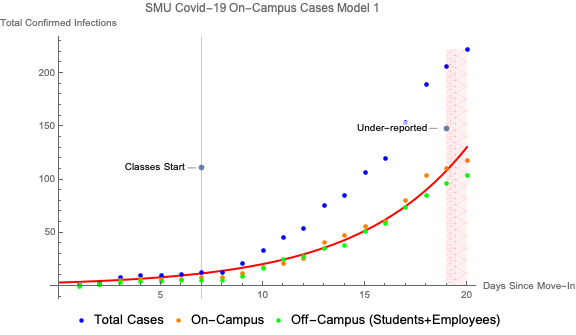 SMU Covid-19 On-Campus Cases Model 1
Total Confirmed Infections
200
150
Under-reported
Classes Start
100
50
Days Since Move-In
5
10
15
20
Total Cases
On-Campus
Off-Campus (Students+Employees)